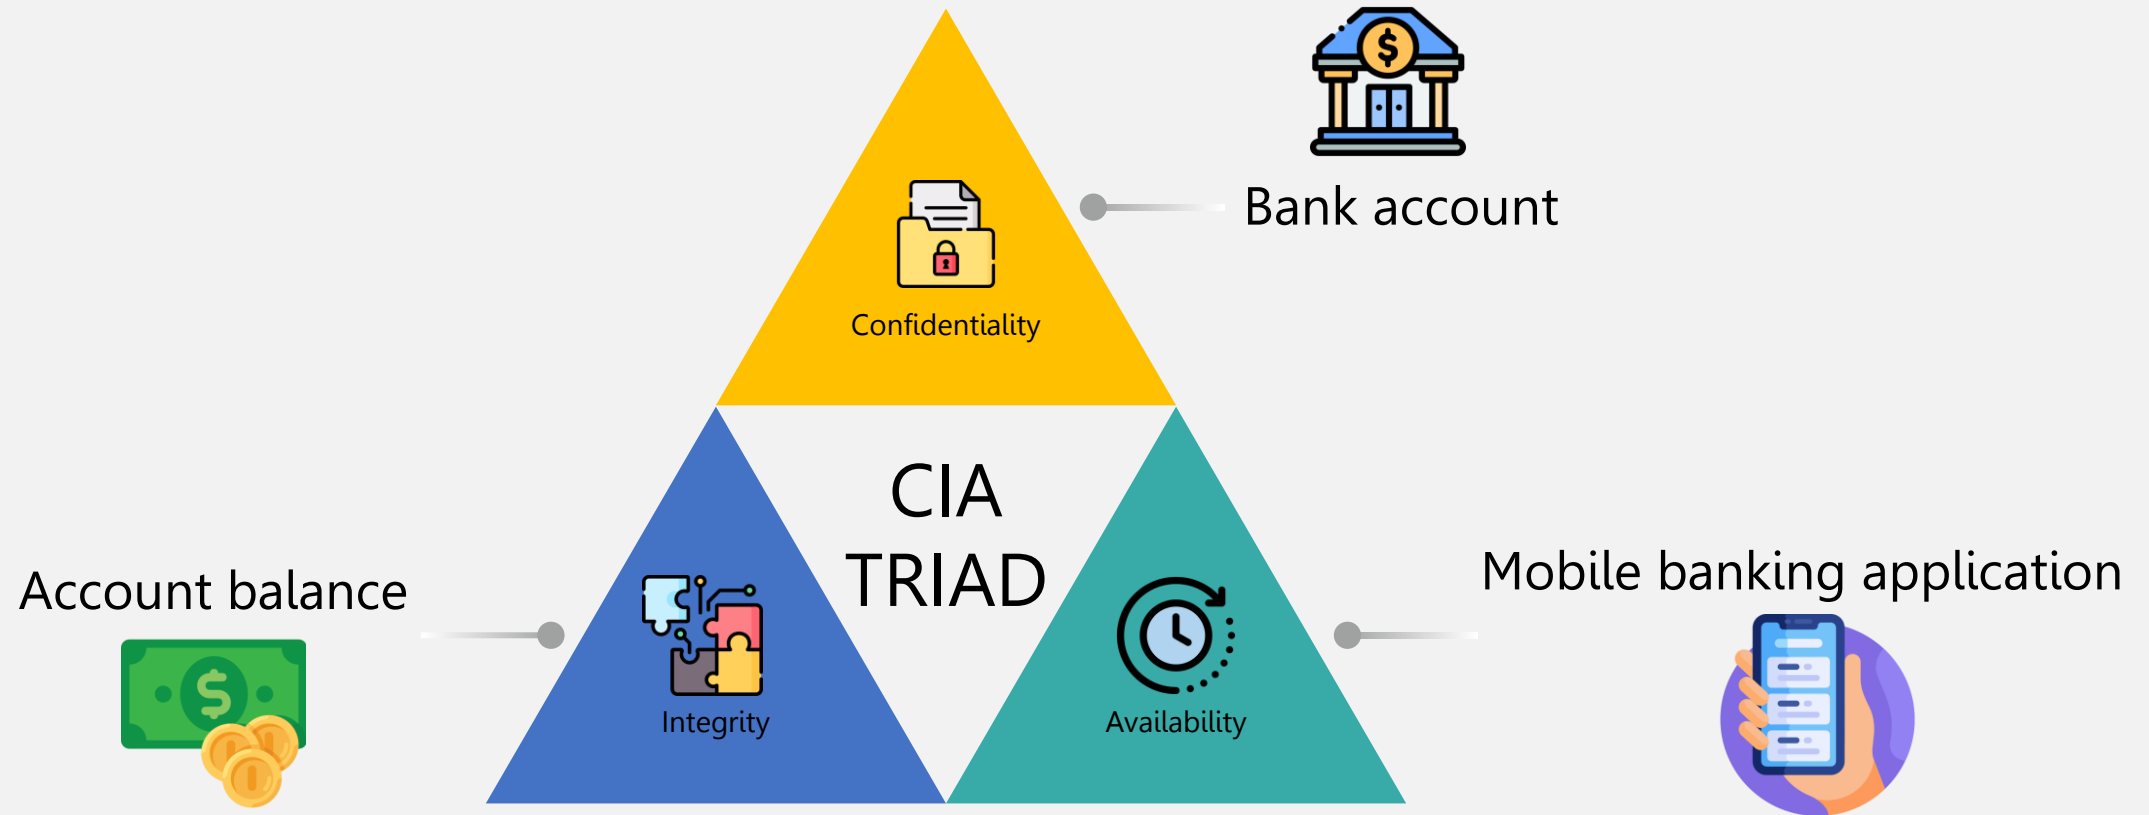 Bank account
Confidentiality
CIA
TRIAD
Account balance
Integrity
Availability
Mobile banking application